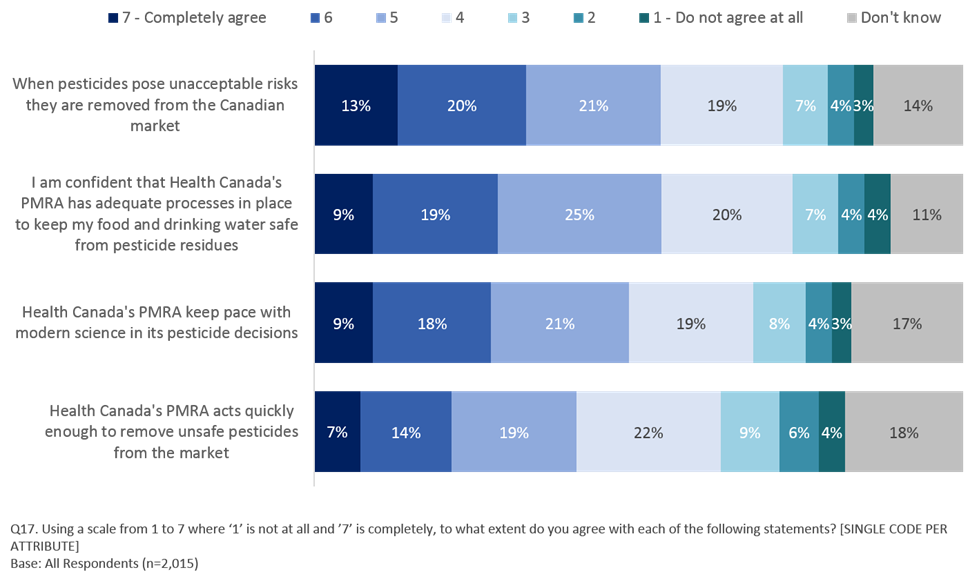 7 - Completely agree 6 5 4 3 2 1 - Do not agree at all Don't know
When pesticides pose unacceptable risks
they are removed from the Canadian
market
13% 20% 21% 19% 7% 4% 3% 14%
I am confident that Health Canada's
PMRA has adequate processes in place
to keep my food and drinking water safe
from pesticide residues
9% 19% 25% 20% 7% 4% 4% 11%
Health Canada's PMRA keep pace with
modern science in its pesticide decisions
9% 18% 21% 19% 8% 4% 3% 17%
Health Canada's PMRA acts quickly
enough to remove unsafe pesticides
from the market
7% 14% 19% 22% 9% 6% 4% 18%
Q17. Using a scale from 1 to 7 where ‘1’ is not at all and ’7’ is completely, to what extent do you agree with each of the following statements? [SINGLE CODE PER
ATTRIBUTE]
Base: All Respondents (n=2,015)